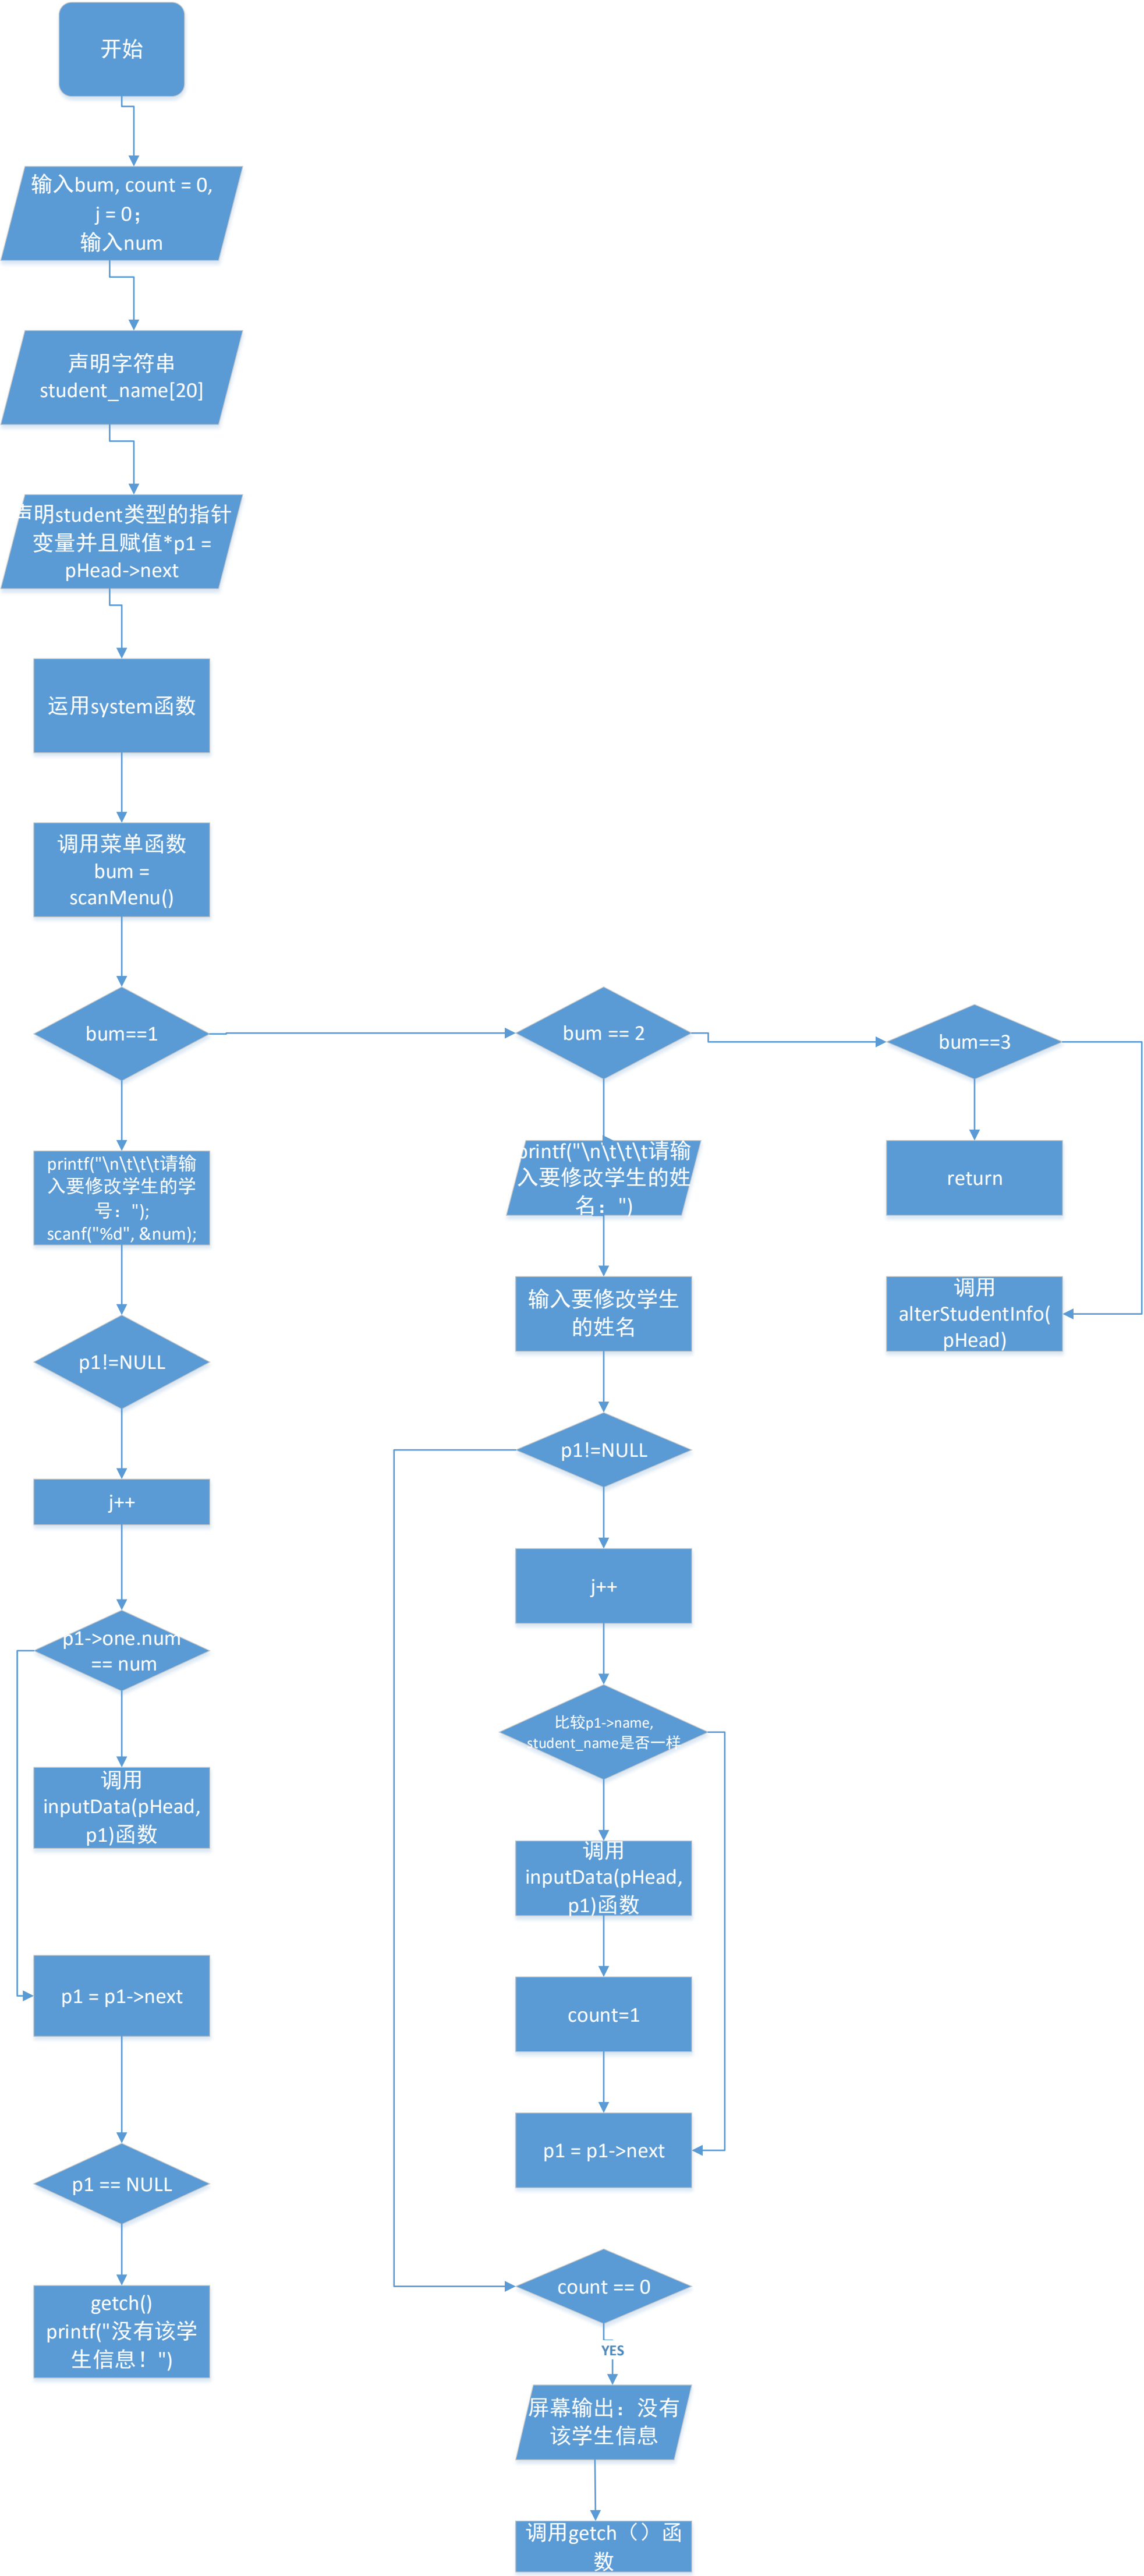 开始
输入bum, count = 0,
j = 0；
输入num
声明字符串
student_name[20]
声明student类型的指针
变量并且赋值*p1 =
pHead->next
运用system函数
调用菜单函数
bum =
scanMenu()
bum==1
bum == 2
bum==3
printf("\n\t\t\t请输
入要修改学生的学
号：");
scanf("%d", &num);
p1!=NULL
j++
p1->one.num
== num
调用
inputData(pHead,
p1)函数
p1 = p1->next
p1 == NULL
getch()
printf("没有该学
生信息！")
printf("\n\t\t\t请输
入要修改学生的姓
名：")
输入要修改学生
的姓名
p1!=NULL
j++
比较p1->name,
student_name是否一样
调用
inputData(pHead,
p1)函数
count=1
p1 = p1->next
count == 0
YES
屏幕输出：没有
该学生信息
调用getch（）函
数
return
调用
alterStudentInfo(
pHead)